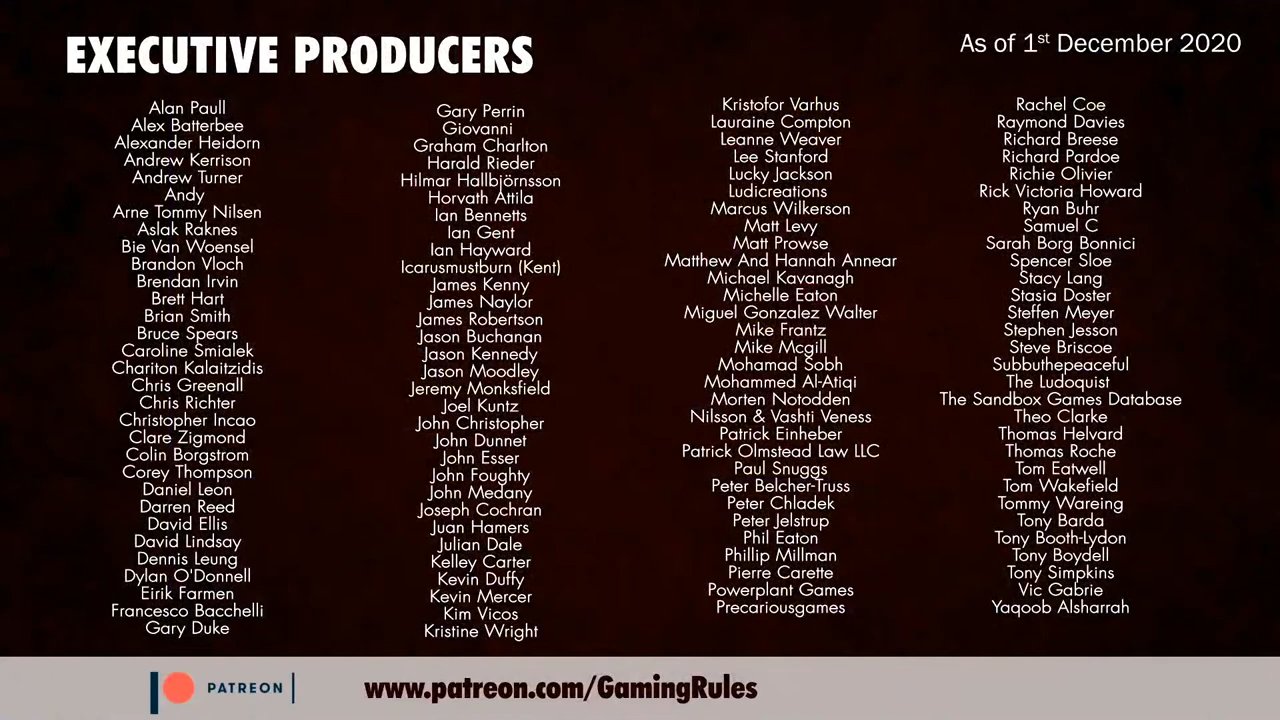 EXECUTIVE PRODUCERS
As of 1st December 2020
Alan Paull
Alex Batterbee
Alexander Heidorn
Andrew Kerrison
Andrew Turner
Andy
Arne Tommy Nilsen
Aslak Raknes
Bie Van Woensel
Brandon Vloch
Brendan Irvin
Brett Hart
Brian Smith
Bruce Spears
Caroline Smialek
Chariton Kalaitzidis
Chris Greenall
Chris Richter
Christopher Incao
Clare Zigmond
Colin Borgstrom
Corey Thompson
Daniel Leon
Darren Reed
David Ellis
David Lindsay
Dennis Leung
Dylan O'Donnell
Eirik Farmen
Francesco Bacchelli
Gary Duke
Gary Perrin
Giovanni
Graham Charlton
Harald Rieder
Hilmar Hallbjörnsson
Horvath Attila
Ian Bennetts
Ian Gent
Ian Hayward
Icarusmustburn (Kent)
James Kenny
James Naylor
James Robertson
Jason Buchanan
Jason Kennedy
Jason Moodley
Jeremy Monksfield
Joel Kuntz
John Christopher
John Dunnet
John Esser
John Foughty
John Medany
Joseph Cochran
Juan Hamers
Julian Dale
Kelley Carter
Kevin Duffy
Kevin Mercer
Kim Vicos
Kristine Wright
Kristofor Varhus
Lauraine Compton
Leanne Weaver
Lee Stanford
Lucky Jackson
Ludicreations
Marcus Wilkerson
Matt Levy
Matt Prowse
Matthew And Hannah Annear
Michael Kavanagh
Michelle Eaton
Miguel Gonzalez Walter
Mike Frantz
Mike Mcgill
Mohamad Sobh
Mohammed Al-Atiqi
Morten Notodden
Nilsson & Vashti Veness
Patrick Einheber
Patrick Olmstead Law LLC
Paul Snuggs
Peter Belcher-Truss
Peter Chladek
Peter Jelstrup
Phil Eaton
Phillip Millman
Pierre Carette
Powerplant Games
Precariousgames
Rachel Coe
Raymond Davies
Richard Breese
Richard Pardoe
Richie Olivier
Rick Victoria Howard
Ryan Buhr
Samuel C
Sarah Borg Bonnici
Spencer Sloe
Stacy Lang
Stasia Doster
Steffen Meyer
Stephen Jesson
Steve Briscoe
Subbuthepeaceful
The Ludoquist
The Sandbox Games Database
Theo Clarke
Thomas Helvard
Thomas Roche
Tom Eatwell
Tom Wakefield
Tommy Wareing
Tony Barda
Tony Booth-Lydon
Tony Boydell
Tony Simpkins
Vic Gabrie
Yaqoob Alsharrah
PATREON
www.patreon.com/GamingRules